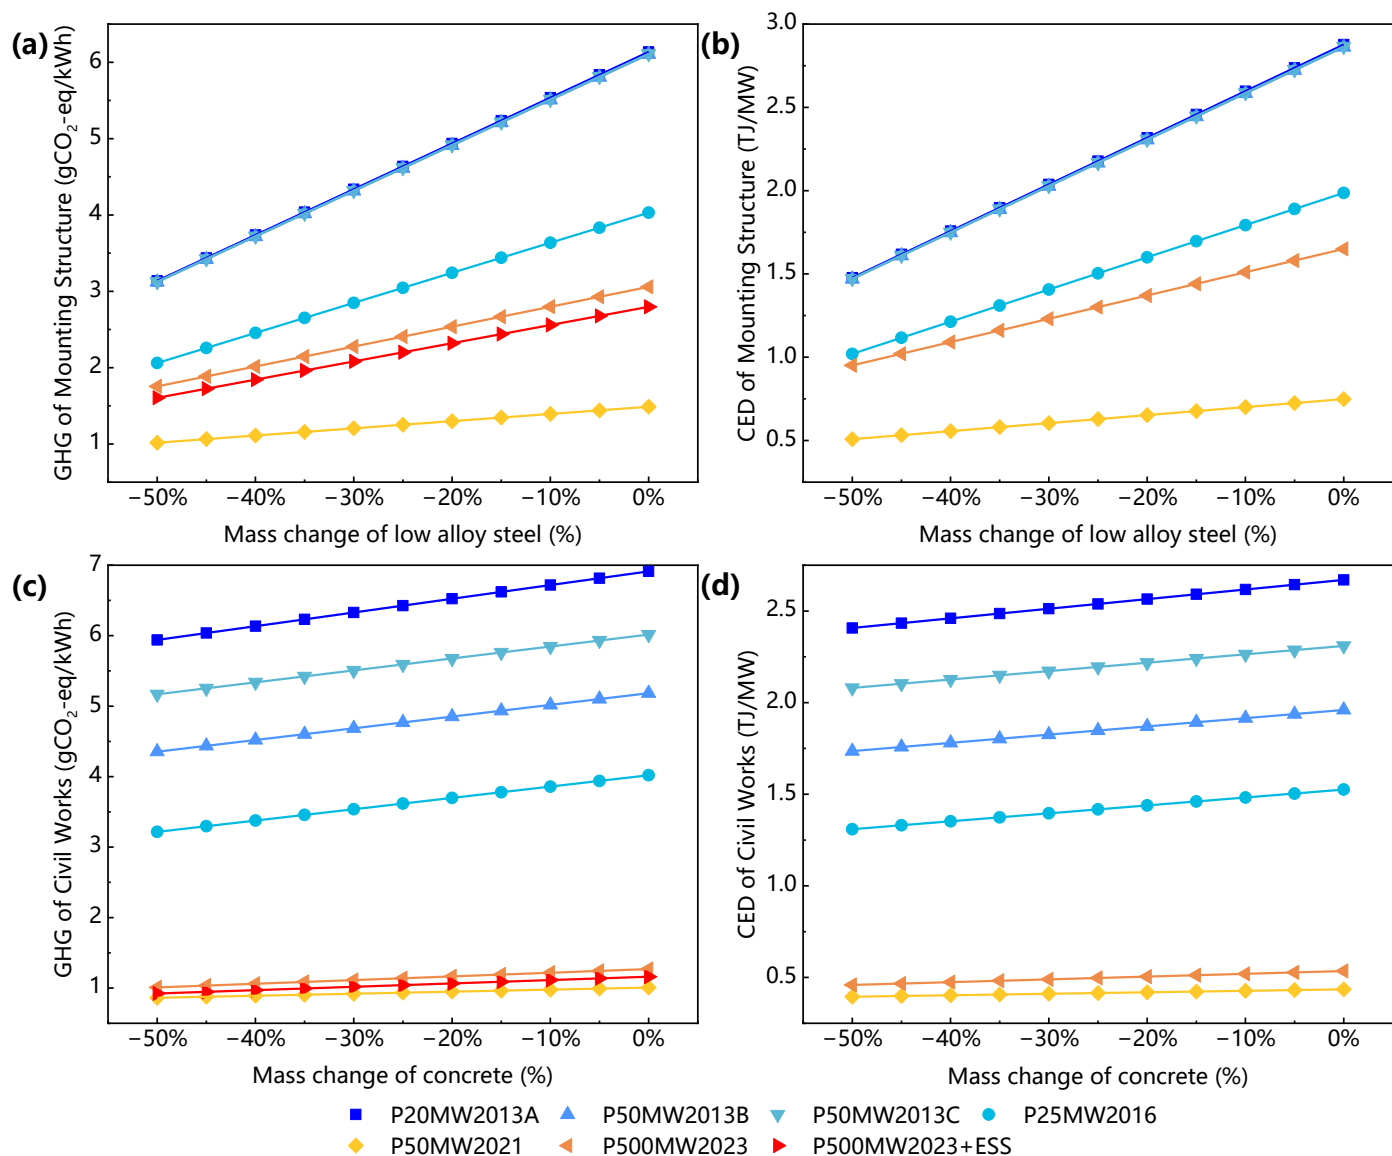 (a)
GHG of Mounting Structure (gCO₂-eq/kWh)
6
5
4
3
2
1
−50% −40% −30% −20% −10% 0%
Mass change of low alloy steel (%)
(b)
CED of Mounting Structure (TJ/MW)
3.0
2.5
2.0
1.5
1.0
0.5
−50% −40% −30% −20% −10% 0%
Mass change of low alloy steel (%)
(c)
GHG of Civil Works (gCO₂-eq/kWh)
7
6
5
4
3
2
1
−50% −40% −30% −20% −10% 0%
Mass change of concrete (%)
(d)
CED of Civil Works (TJ/MW)
2.5
2.0
1.5
1.0
0.5
−50% −40% −30% −20% −10% 0%
Mass change of concrete (%)
P20MW2013A P50MW2013B P50MW2013C P25MW2016
P50MW2021 P500MW2023 P500MW2023+ESS